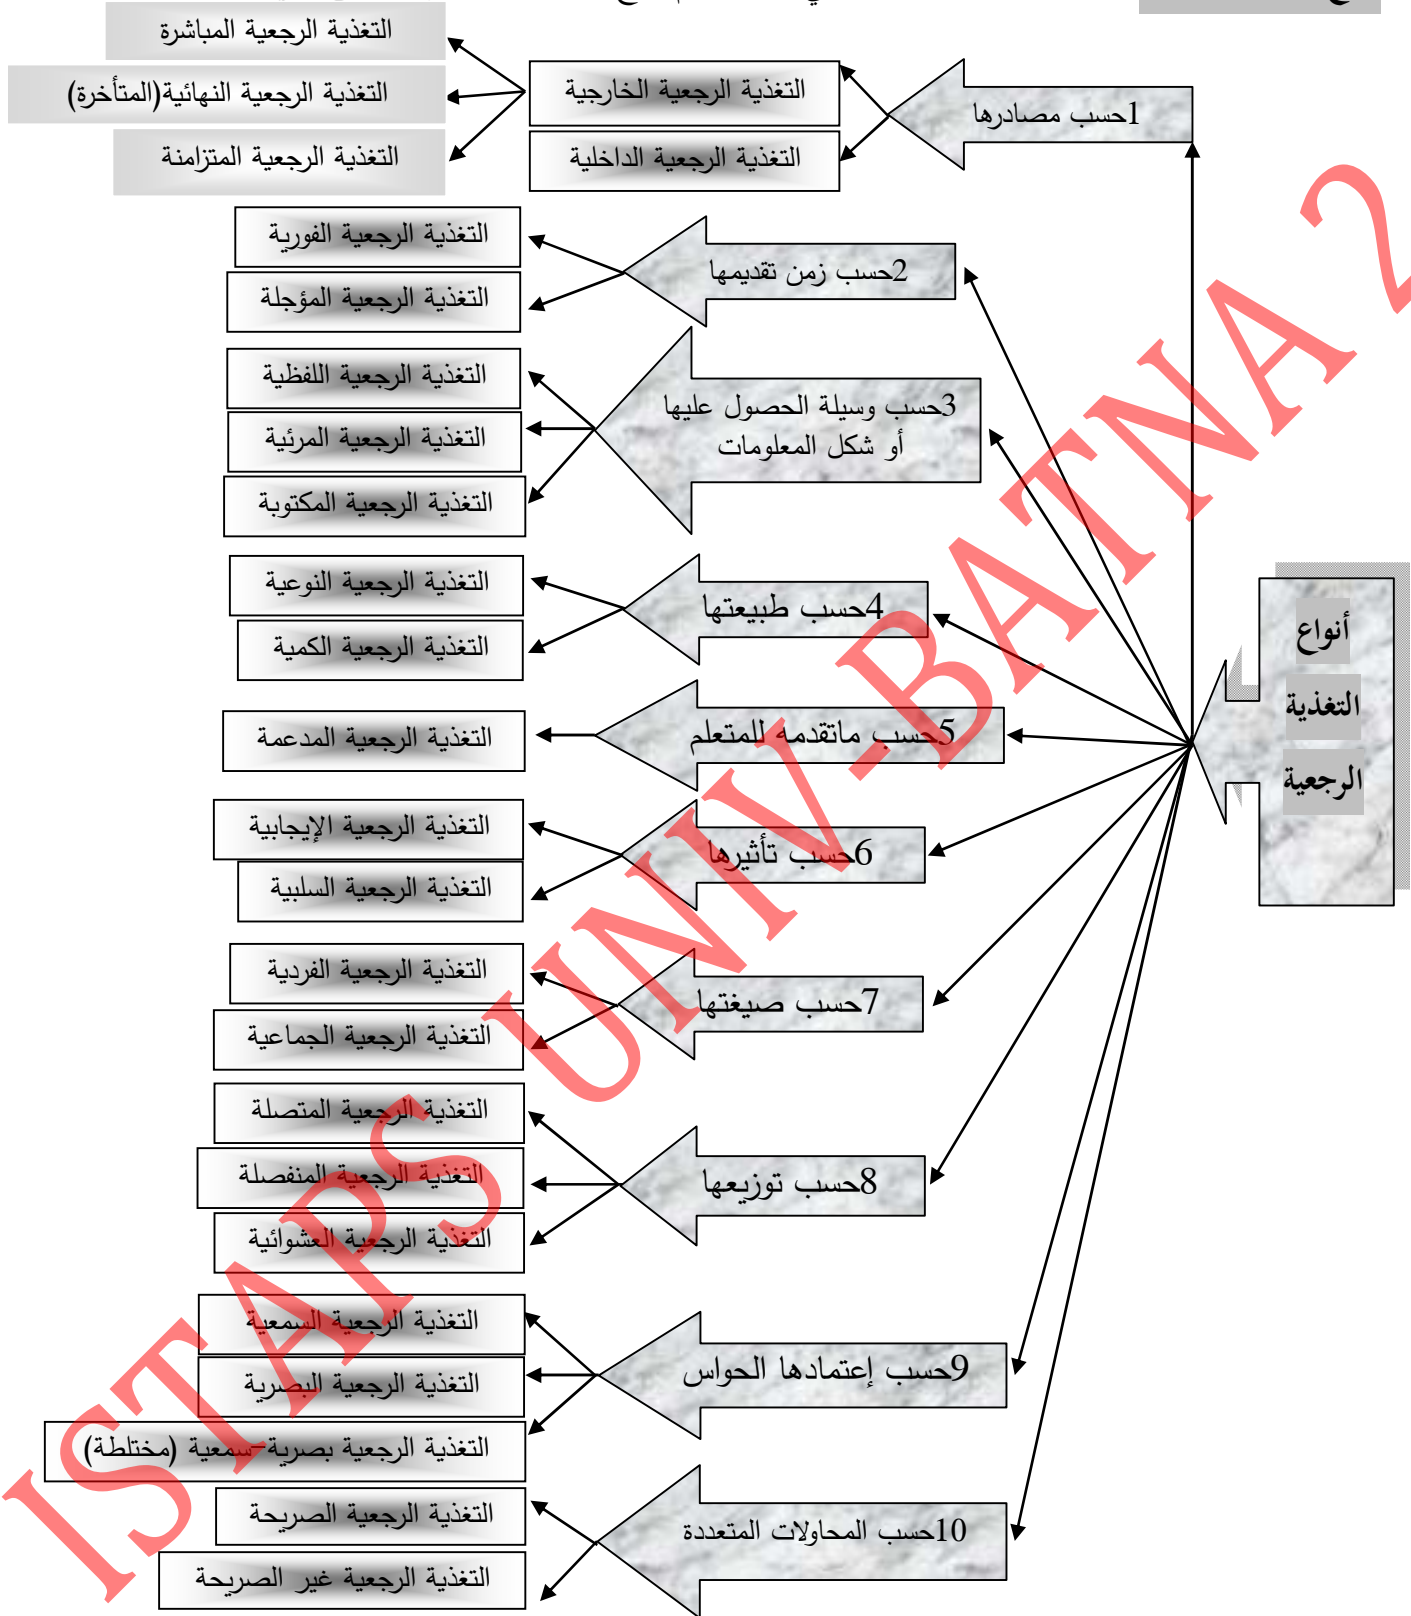 أنواع
التغذية
الرجعية
1حسب مصادرها
التغذية الرجعية الخارجية
التغذية الرجعية المباشرة
التغذية الرجعية النهائية(المتأخرة)
التغذية الرجعية المتزامنة
التغذية الرجعية الداخلية
2حسب زمن تقديمها
التغذية الرجعية الفورية
التغذية الرجعية المؤجلة
3حسب وسيلة الحصول عليها
أو شكل المعلومات
التغذية الرجعية اللفظية
التغذية الرجعية المرئية
التغذية الرجعية المكتوبة
4حسب طبيعتها
التغذية الرجعية النوعية
التغذية الرجعية الكمية
5حسب ماتقدمه للمتعلم
التغذية الرجعية المدعمة
6حسب تأثيرها
التغذية الرجعية الإيجابية
التغذية الرجعية السلبية
7حسب صيغتها
التغذية الرجعية الفردية
التغذية الرجعية الجماعية
8حسب توزيعها
التغذية الرجعية المتصلة
التغذية الرجعية المنفصلة
التغذية الرجعية العشوائية
9حسب إعتمادها الحواس
التغذية الرجعية السمعية
التغذية الرجعية البصرية
التغذية الرجعية بصرية-سمعية (مختلطة)
10حسب المحاولات المتعددة
التغذية الرجعية الصريحة
التغذية الرجعية غير الصريحة
ISTAPS UNIV-BATNA 2